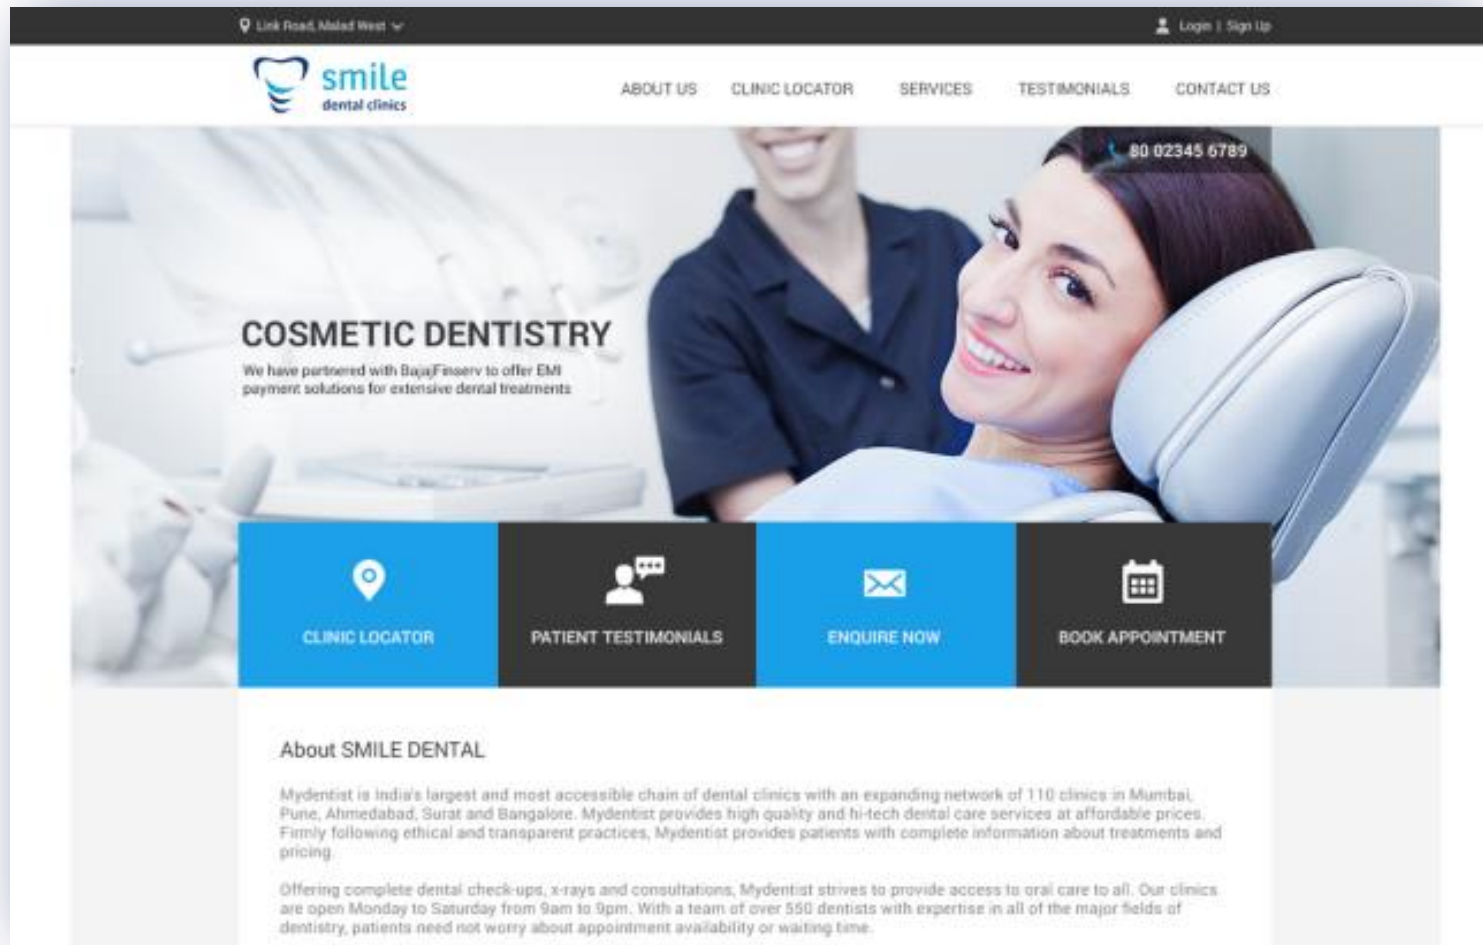 Link Road, Malad West
Login | Sign Up
smile
dental clinics
ABOUT US
CLINIC LOCATOR
SERVICES
TESTIMONIALS
CONTACT US
80 02345 6789
COSMETIC DENTISTRY
We have partnered with BajajFinserv to offer EMI
payment solutions for extensive dental treatments
CLINIC LOCATOR
PATIENT TESTIMONIALS
ENQUIRE NOW
BOOK APPOINTMENT
About SMILE DENTAL
Mydentist is India's largest and most accessible chain of dental clinics with an expanding network of 110 clinics in Mumbai,
Pune, Ahmedabad, Surat and Bangalore. Mydentist provides high quality and hi-tech dental care services at affordable prices.
Firmly following ethical and transparent practices, Mydentist provides patients with complete information about treatments and
pricing.
Offering complete dental check-ups, x-rays and consultations, Mydentist strives to provide access to oral care to all. Our clinics
are open Monday to Saturday from 9am to 9pm. With a team of over 550 dentists with expertise in all of the major fields of
dentistry, patients need not worry about appointment availability or waiting time.